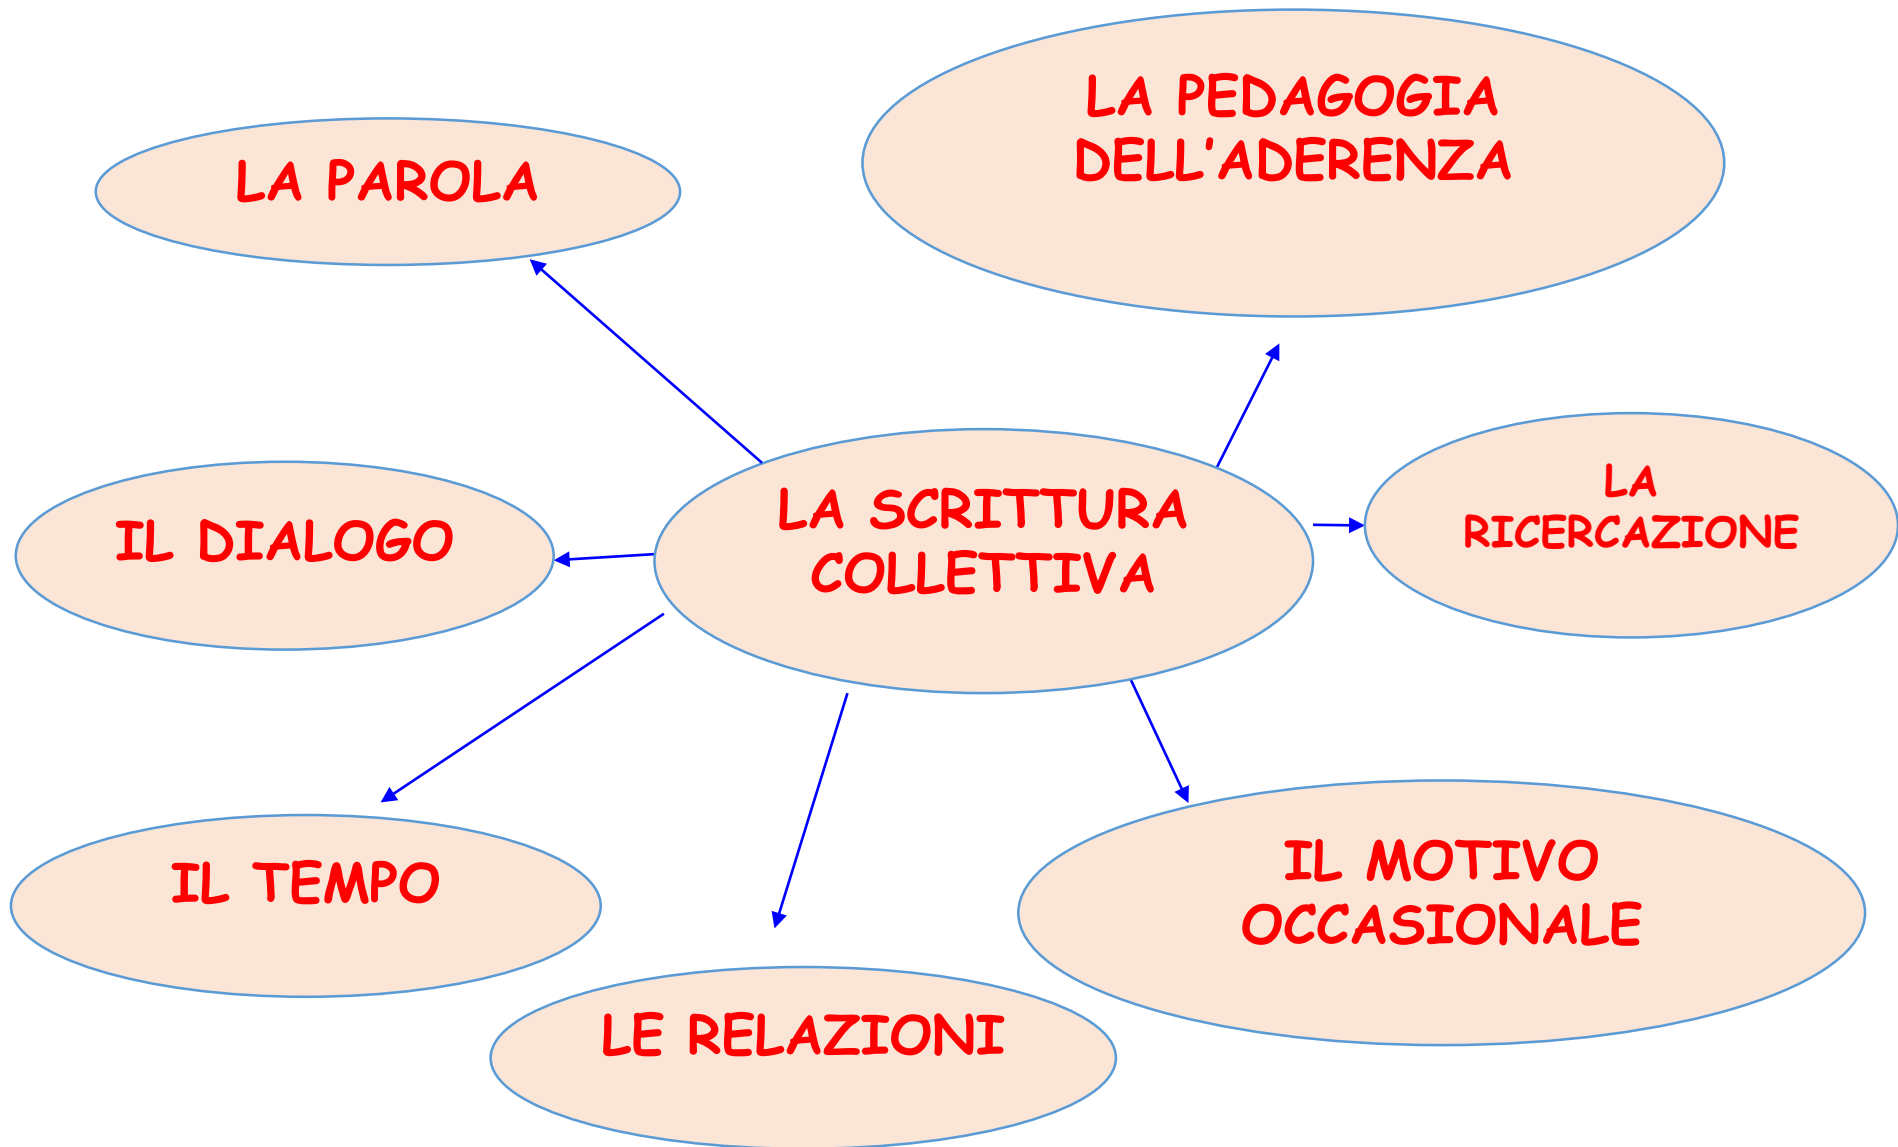 LA PEDAGOGIA
DELL'ADERENZA
LA PAROLA
LA SCRITTURA
COLLETTIVA
LA
RICERCAZIONE
IL DIALOGO
IL TEMPO
IL MOTIVO
OCCASIONALE
LE RELAZIONI